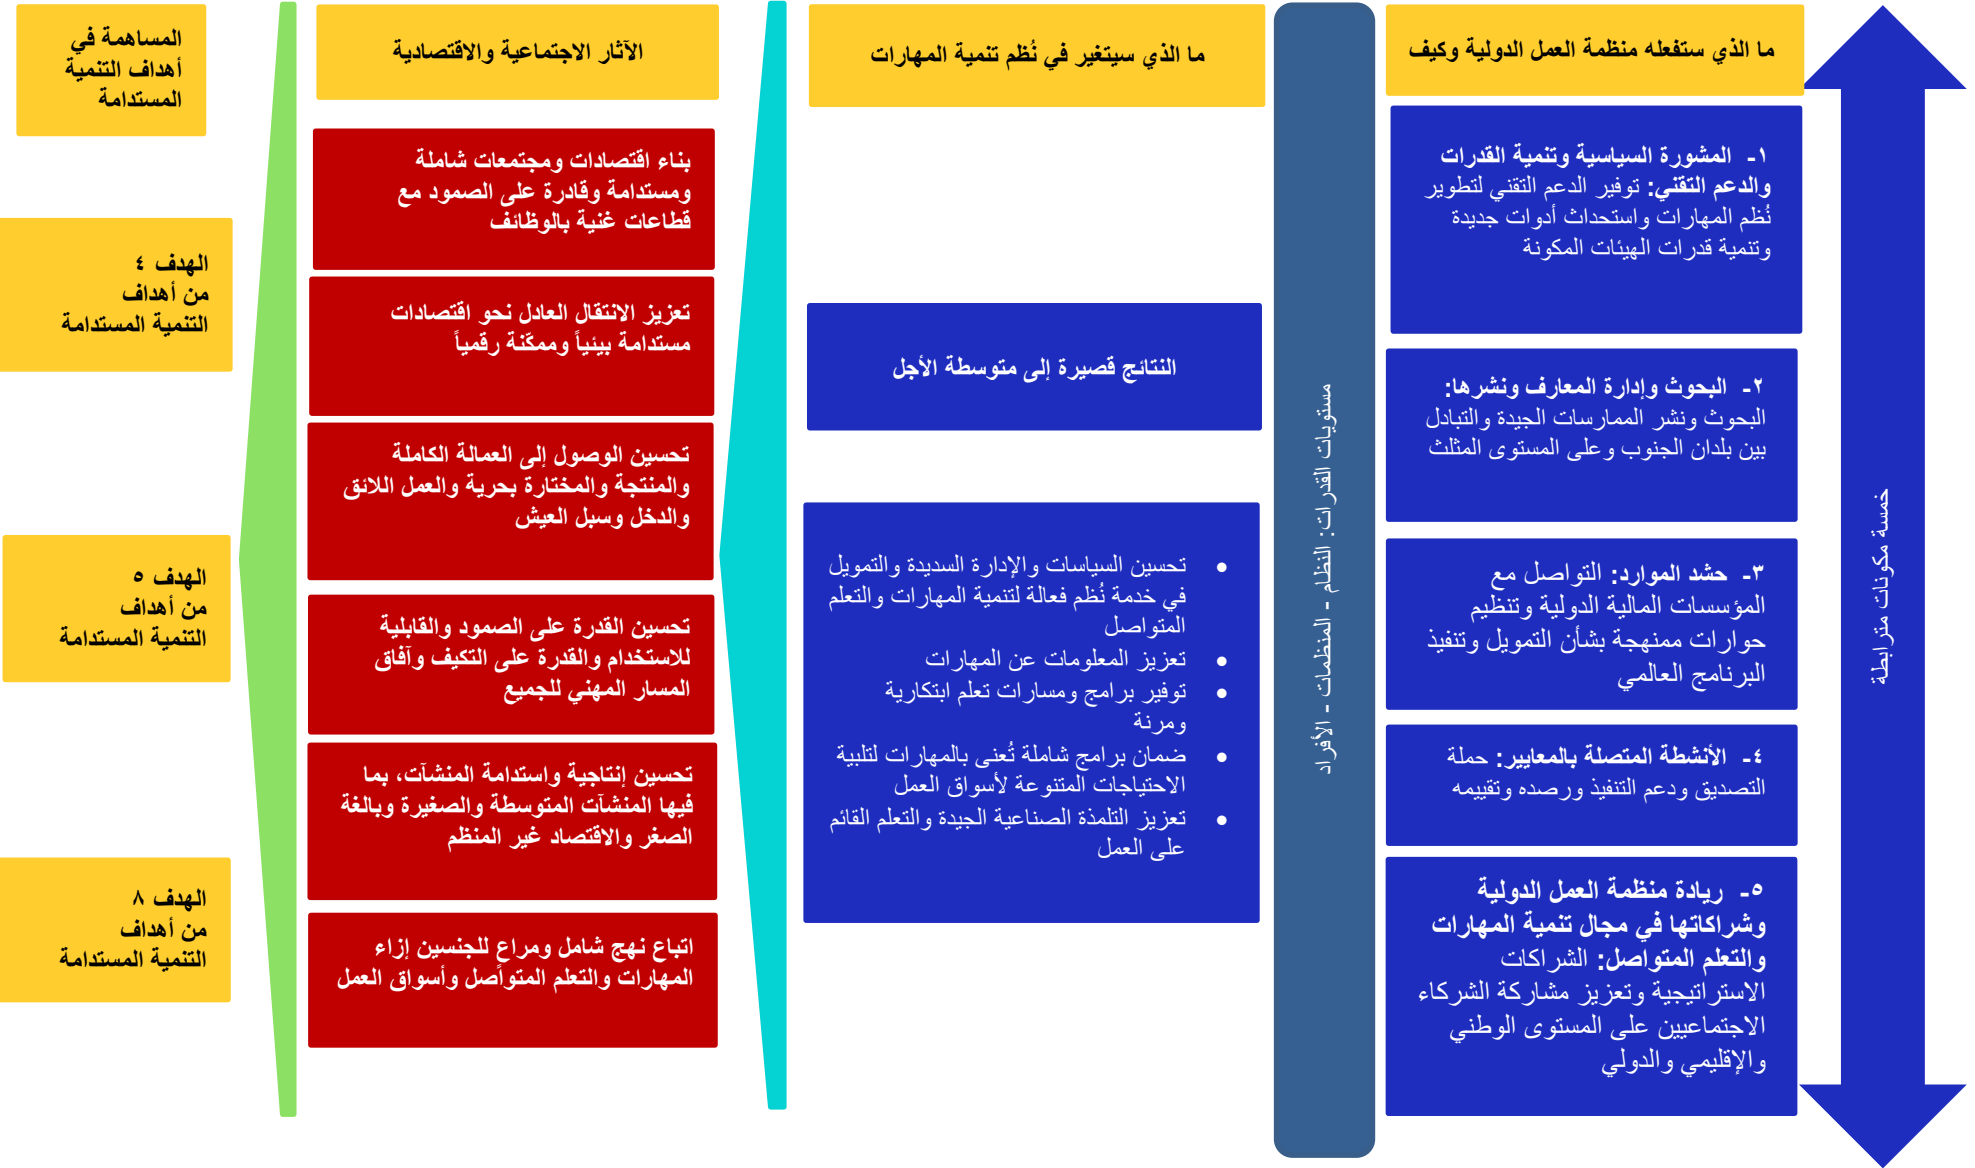 خمسة مكونات مترابطة
ما الذي ستفعله منظمة العمل الدولية وكيف
١- المشورة السياسية وتنمية القدرات
والدعم التقني: توفير الدعم التقني لتطوير
نُظم المهارات واستحداث أدوات جديدة
وتنمية قدرات الهيئات المكونة
٢- البحوث وإدارة المعارف ونشرها:
البحوث ونشر الممارسات الجيدة والتبادل
بين بلدان الجنوب وعلى المستوى المثلث
٣- حشد الموارد: التواصل مع
المؤسسات المالية الدولية وتنظيم
حوارات ممنهجة بشأن التمويل وتنفيذ
البرنامج العالمي
٤- الأنشطة المتصلة بالمعايير: حملة
التصديق ودعم التنفيذ ورصده وتقييمه
٥- ريادة منظمة العمل الدولية
وشراكاتها في مجال تنمية المهارات
والتعلم المتواصل: الشراكات
الاستراتيجية وتعزيز مشاركة الشركاء
الاجتماعيين على المستوى الوطني
والإقليمي والدولي
مستويات القدرات: النظام - المنظمات - الأفراد
ما الذي سيتغير في نُظم تنمية المهارات
النتائج قصيرة إلى متوسطة الأجل
• تحسين السياسات والإدارة السديدة والتمويل
في خدمة نُظم فعالة لتنمية المهارات والتعلم
المتواصل
• تعزيز المعلومات عن المهارات
• توفير برامج ومسارات تعلم ابتكارية
ومرنة
• ضمان برامج شاملة تُعنى بالمهارات لتلبية
الاحتياجات المتنوعة لأسواق العمل
• تعزيز التلمذة الصناعية الجيدة والتعلم القائم
على العمل
الآثار الاجتماعية والاقتصادية
بناء اقتصادات ومجتمعات شاملة
ومستدامة وقادرة على الصمود مع
قطاعات غنية بالوظائف
تعزيز الانتقال العادل نحو اقتصادات
مستدامة بيئياً وممكّنة رقمياً
تحسين الوصول إلى العمالة الكاملة
والمنتجة والمختارة بحرية والعمل اللائق
والدخل وسبل العيش
تحسين القدرة على الصمود والقابلية
للاستخدام والقدرة على التكيف وآفاق
المسار المهني للجميع
تحسين إنتاجية واستدامة المنشآت، بما
فيها المنشآت المتوسطة والصغيرة وبالغة
الصغر والاقتصاد غير المنظم
اتباع نهج شامل ومراعٍ للجنسين إزاء
المهارات والتعلم المتواصل وأسواق العمل
المساهمة في
أهداف التنمية
المستدامة
الهدف ٤
من أهداف
التنمية المستدامة
الهدف ٥
من أهداف
التنمية المستدامة
الهدف ٨
من أهداف
التنمية المستدامة